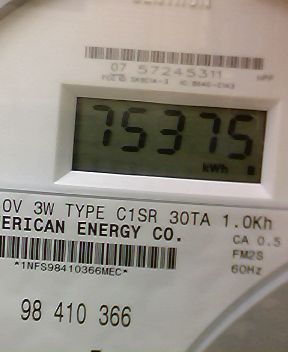 07 57245311
75375
kWh
0V 3W TYPE C1SR 30TA 1.0Kh
ERICAN ENERGY CO.
CA 0.5
FM2S
60Hz
*1NFS98410366MEC*
98 410 366